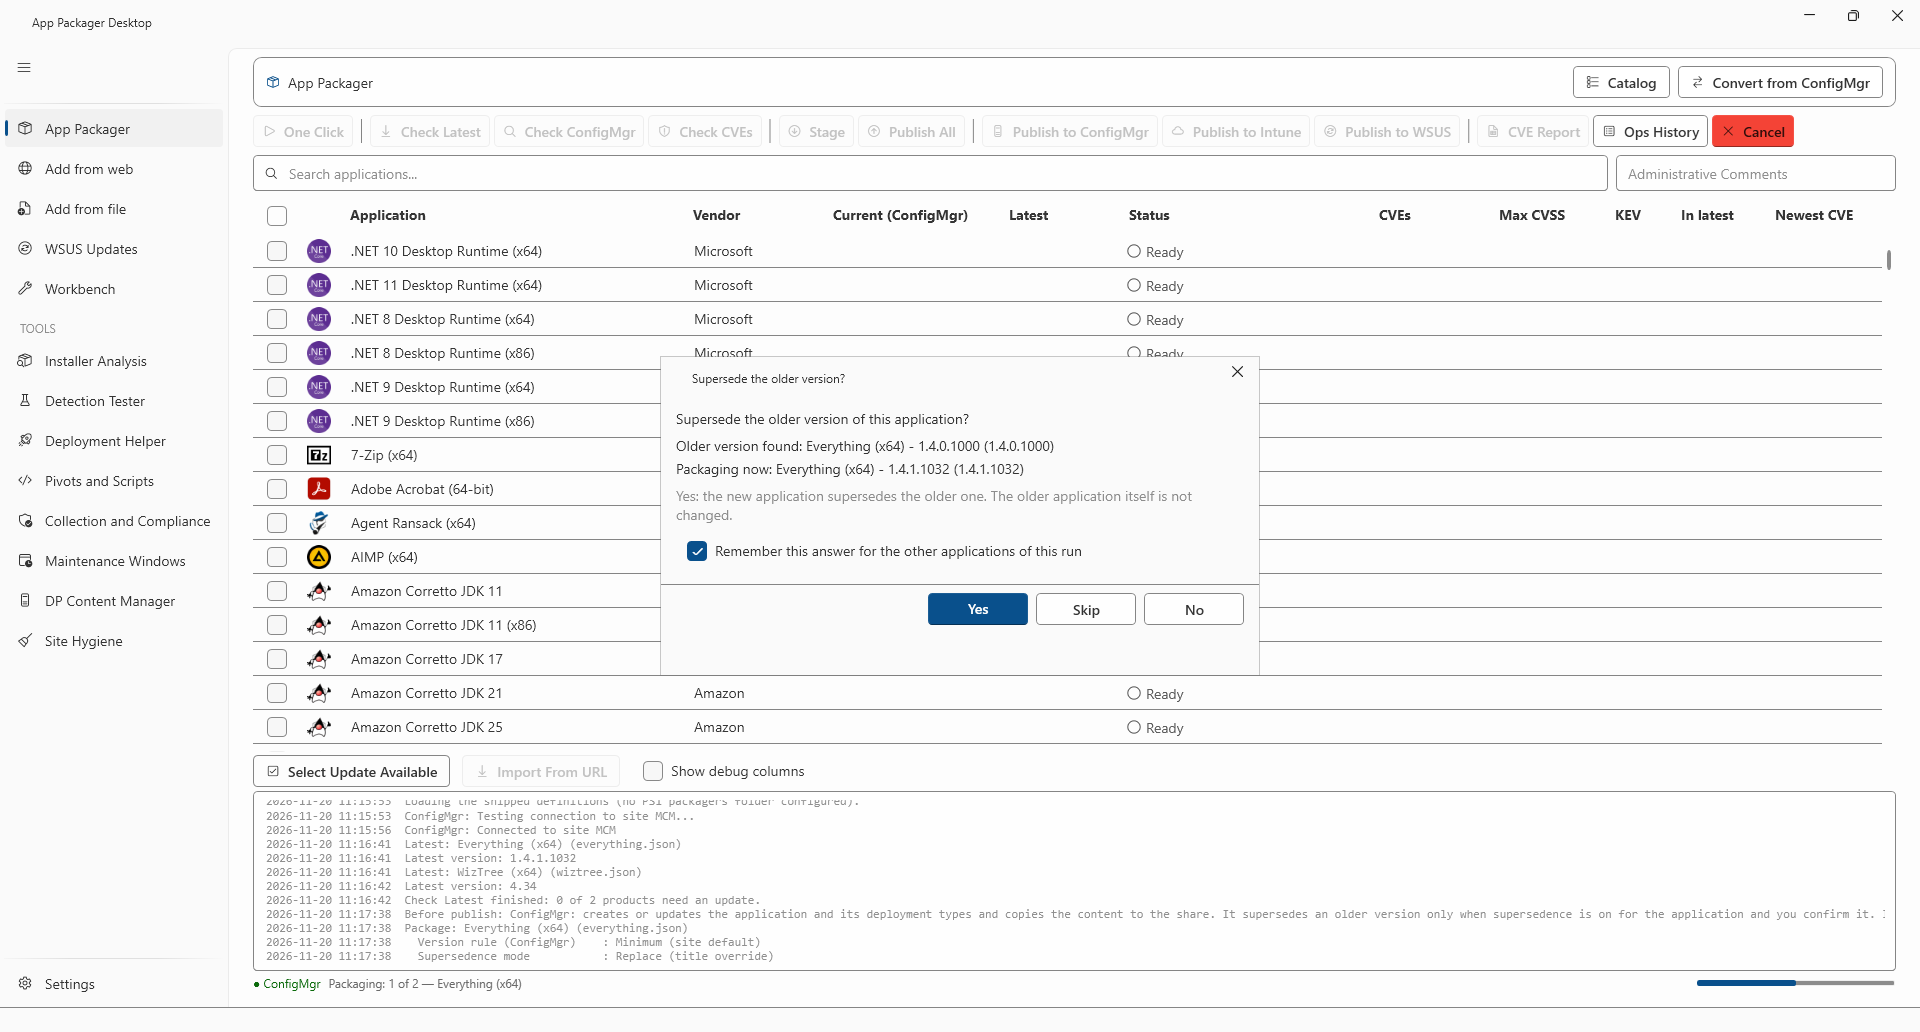 App Packager Desktop
App Packager
Catalog
Convert from ConfigMgr
App Packager
Add from web
Add from file
WSUS Updates
Workbench
TOOLS
Installer Analysis
Detection Tester
Deployment Helper
Pivots and Scripts
Collection and Compliance
Maintenance Windows
DP Content Manager
Site Hygiene
Settings
One Click
Check Latest
Check ConfigMgr
Check CVEs
Stage
Publish All
Publish to ConfigMgr
Publish to Intune
Publish to WSUS
CVE Report
Ops History
Cancel
Search applications...
Administrative Comments
Application Vendor Current (ConfigMgr) Latest Status CVEs Max CVSS KEV In latest Newest CVE
.NET 10 Desktop Runtime (x64) Microsoft Ready
.NET 11 Desktop Runtime (x64) Microsoft Ready
.NET 8 Desktop Runtime (x64) Microsoft Ready
.NET 8 Desktop Runtime (x86) Microsoft Ready
.NET 9 Desktop Runtime (x64)
.NET 9 Desktop Runtime (x86)
7-Zip (x64)
Adobe Acrobat (64-bit)
Agent Ransack (x64)
AIMP (x64)
Amazon Corretto JDK 11
Amazon Corretto JDK 11 (x86)
Amazon Corretto JDK 17
Amazon Corretto JDK 21 Amazon Ready
Amazon Corretto JDK 25 Amazon Ready
Supersede the older version?
Supersede the older version of this application?
Older version found: Everything (x64) - 1.4.0.1000 (1.4.0.1000)
Packaging now: Everything (x64) - 1.4.1.1032 (1.4.1.1032)
Yes: the new application supersedes the older one. The older application itself is not
changed.
Remember this answer for the other applications of this run
Yes
Skip
No
Select Update Available
Import From URL
Show debug columns
2026-11-20 11:15:53 Loading the shipped definitions (no PSI packagers folder configured).
2026-11-20 11:15:53 ConfigMgr: Testing connection to site MCM...
2026-11-20 11:15:56 ConfigMgr: Connected to site MCM
2026-11-20 11:16:41 Latest: Everything (x64) (everything.json)
2026-11-20 11:16:41 Latest version: 1.4.1.1032
2026-11-20 11:16:41 Latest: WizTree (x64) (wiztree.json)
2026-11-20 11:16:42 Latest version: 4.34
2026-11-20 11:16:42 Check Latest finished: 0 of 2 products need an update.
2026-11-20 11:17:38 Before publish: ConfigMgr: creates or updates the application and its deployment types and copies the content to the share. It supersedes an older version only when supersedence is on for the application and you confirm it.
2026-11-20 11:17:38 Package: Everything (x64) (everything.json)
2026-11-20 11:17:38 Version rule (ConfigMgr) : Minimum (site default)
2026-11-20 11:17:38 Supersedence mode : Replace (title override)
ConfigMgr Packaging: 1 of 2 — Everything (x64)